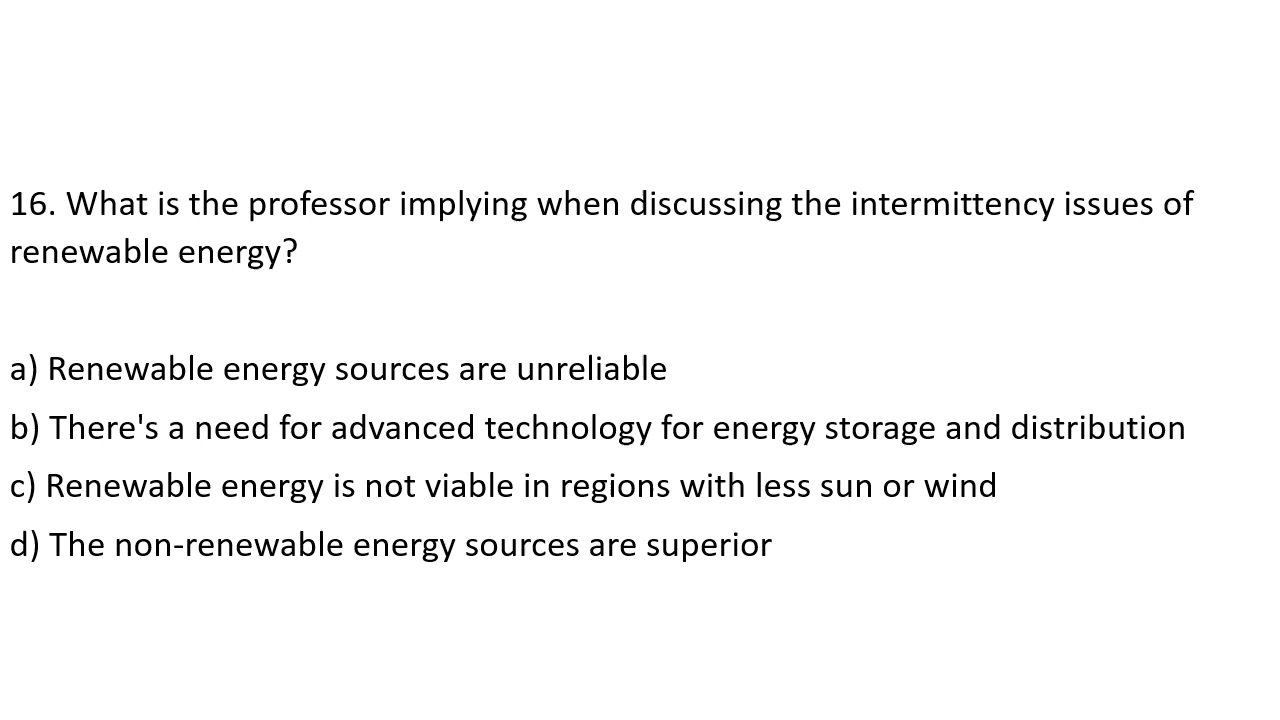 16. What is the professor implying when discussing the intermittency issues of
renewable energy?
a) Renewable energy sources are unreliable
b) There's a need for advanced technology for energy storage and distribution
c) Renewable energy is not viable in regions with less sun or wind
d) The non-renewable energy sources are superior